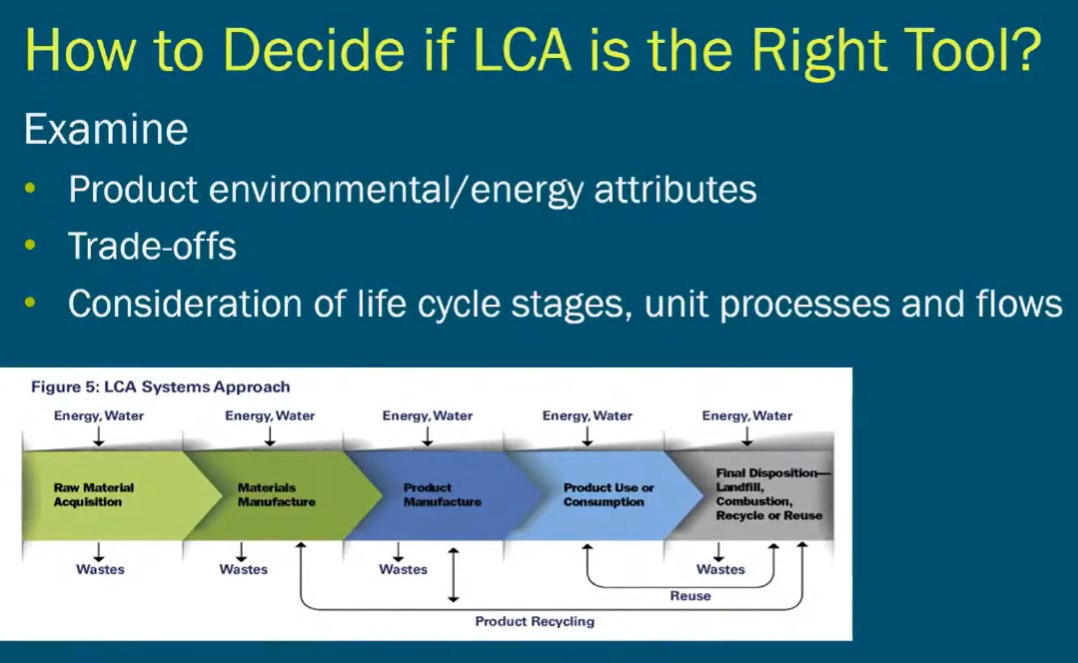 How to Decide if LCA is the Right Tool?
Examine
• Product environmental/energy attributes
• Trade-offs
• Consideration of life cycle stages, unit processes and flows
Figure 5: LCA Systems Approach
Energy, Water
Energy, Water
Energy, Water
Energy, Water
Energy, Water
Raw Material
Acquisition
Materials
Manufacture
Product
Manufacture
Product Use or
Consumption
Final Disposition—
Landfill,
Combustion,
Recycle or Reuse
Wastes
Wastes
Wastes
Wastes
Reuse
Product Recycling